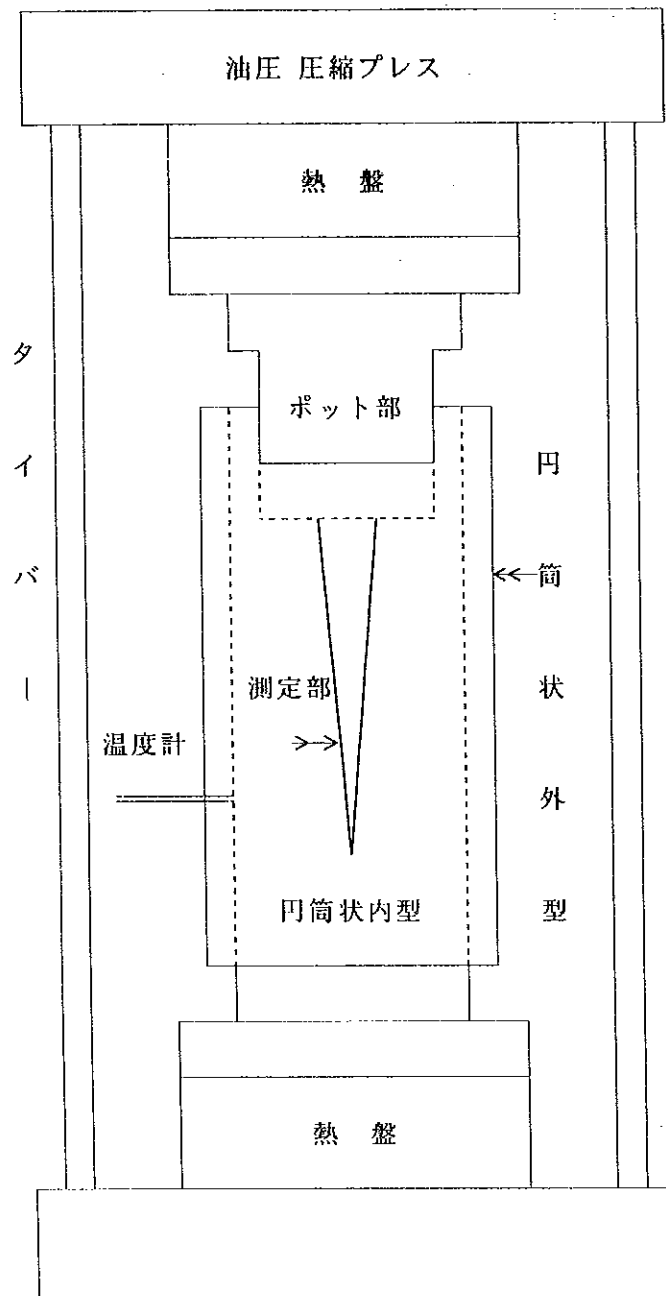 油圧 圧縮プレス
熱 盤
タイバー
ポット部
円筒状外型
測定部
温度計
円筒状内型
熱 盤